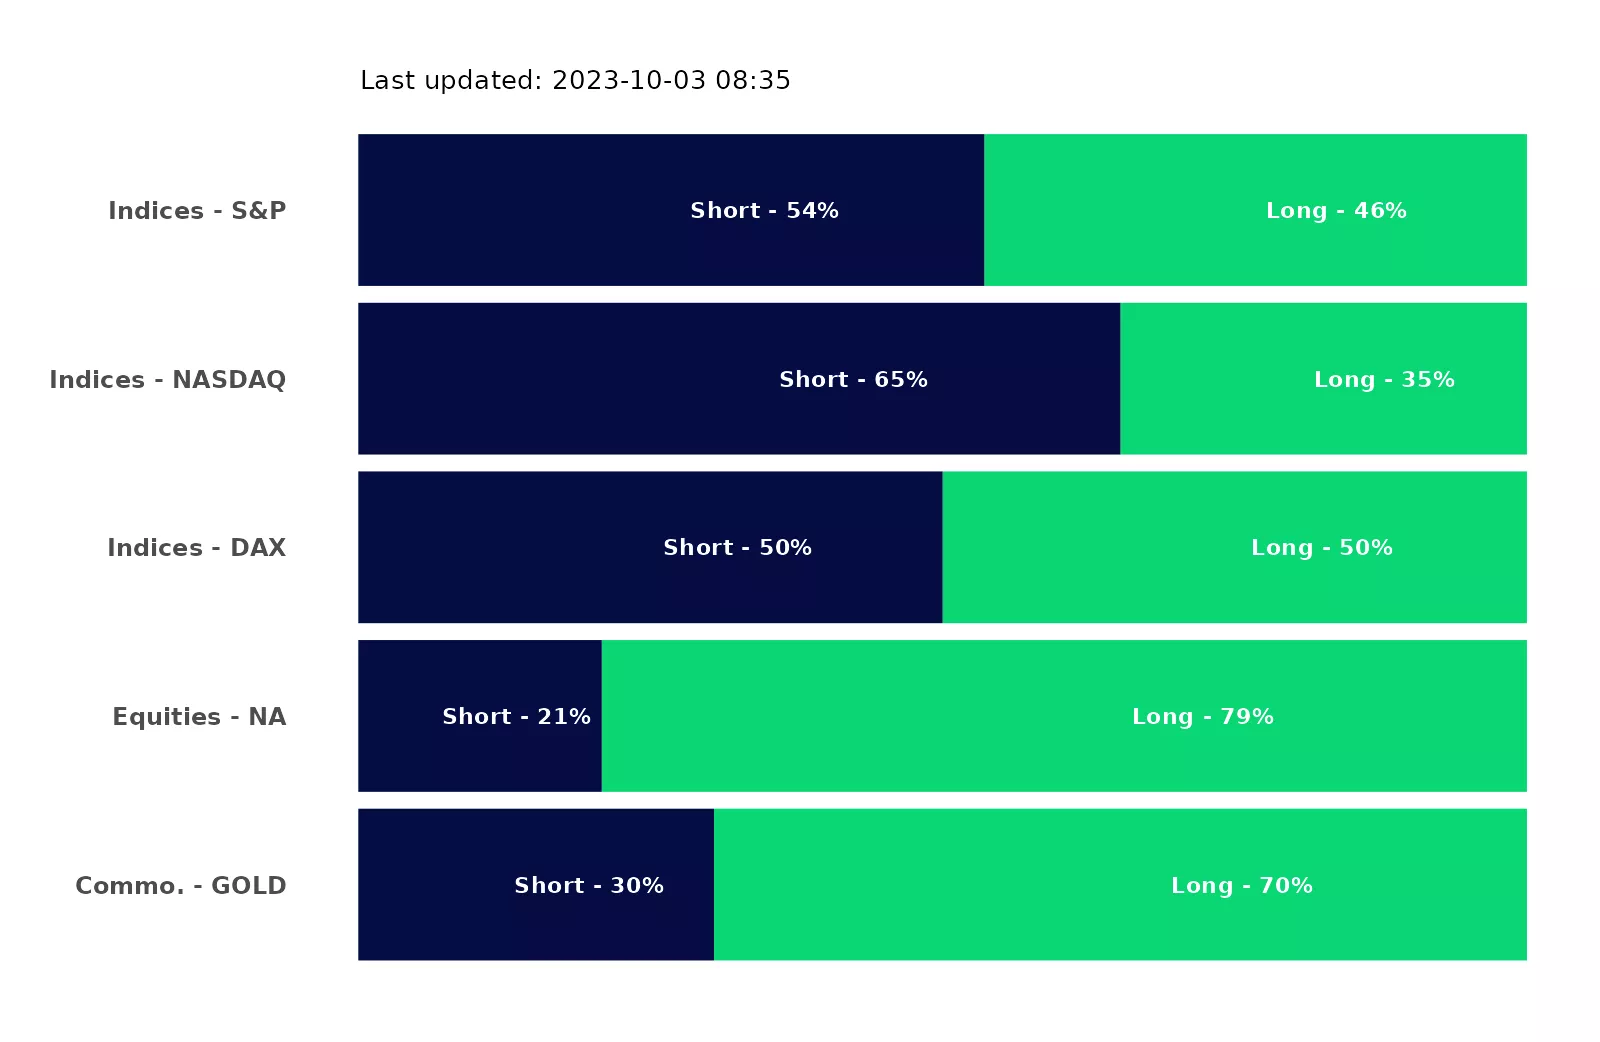 Last updated: 2023-10-03 08:35
Indices - S&P Short - 54% Long - 46%
Indices - NASDAQ Short - 65% Long - 35%
Indices - DAX Short - 50% Long - 50%
Equities - NA Short - 21% Long - 79%
Commo. - GOLD Short - 30% Long - 70%